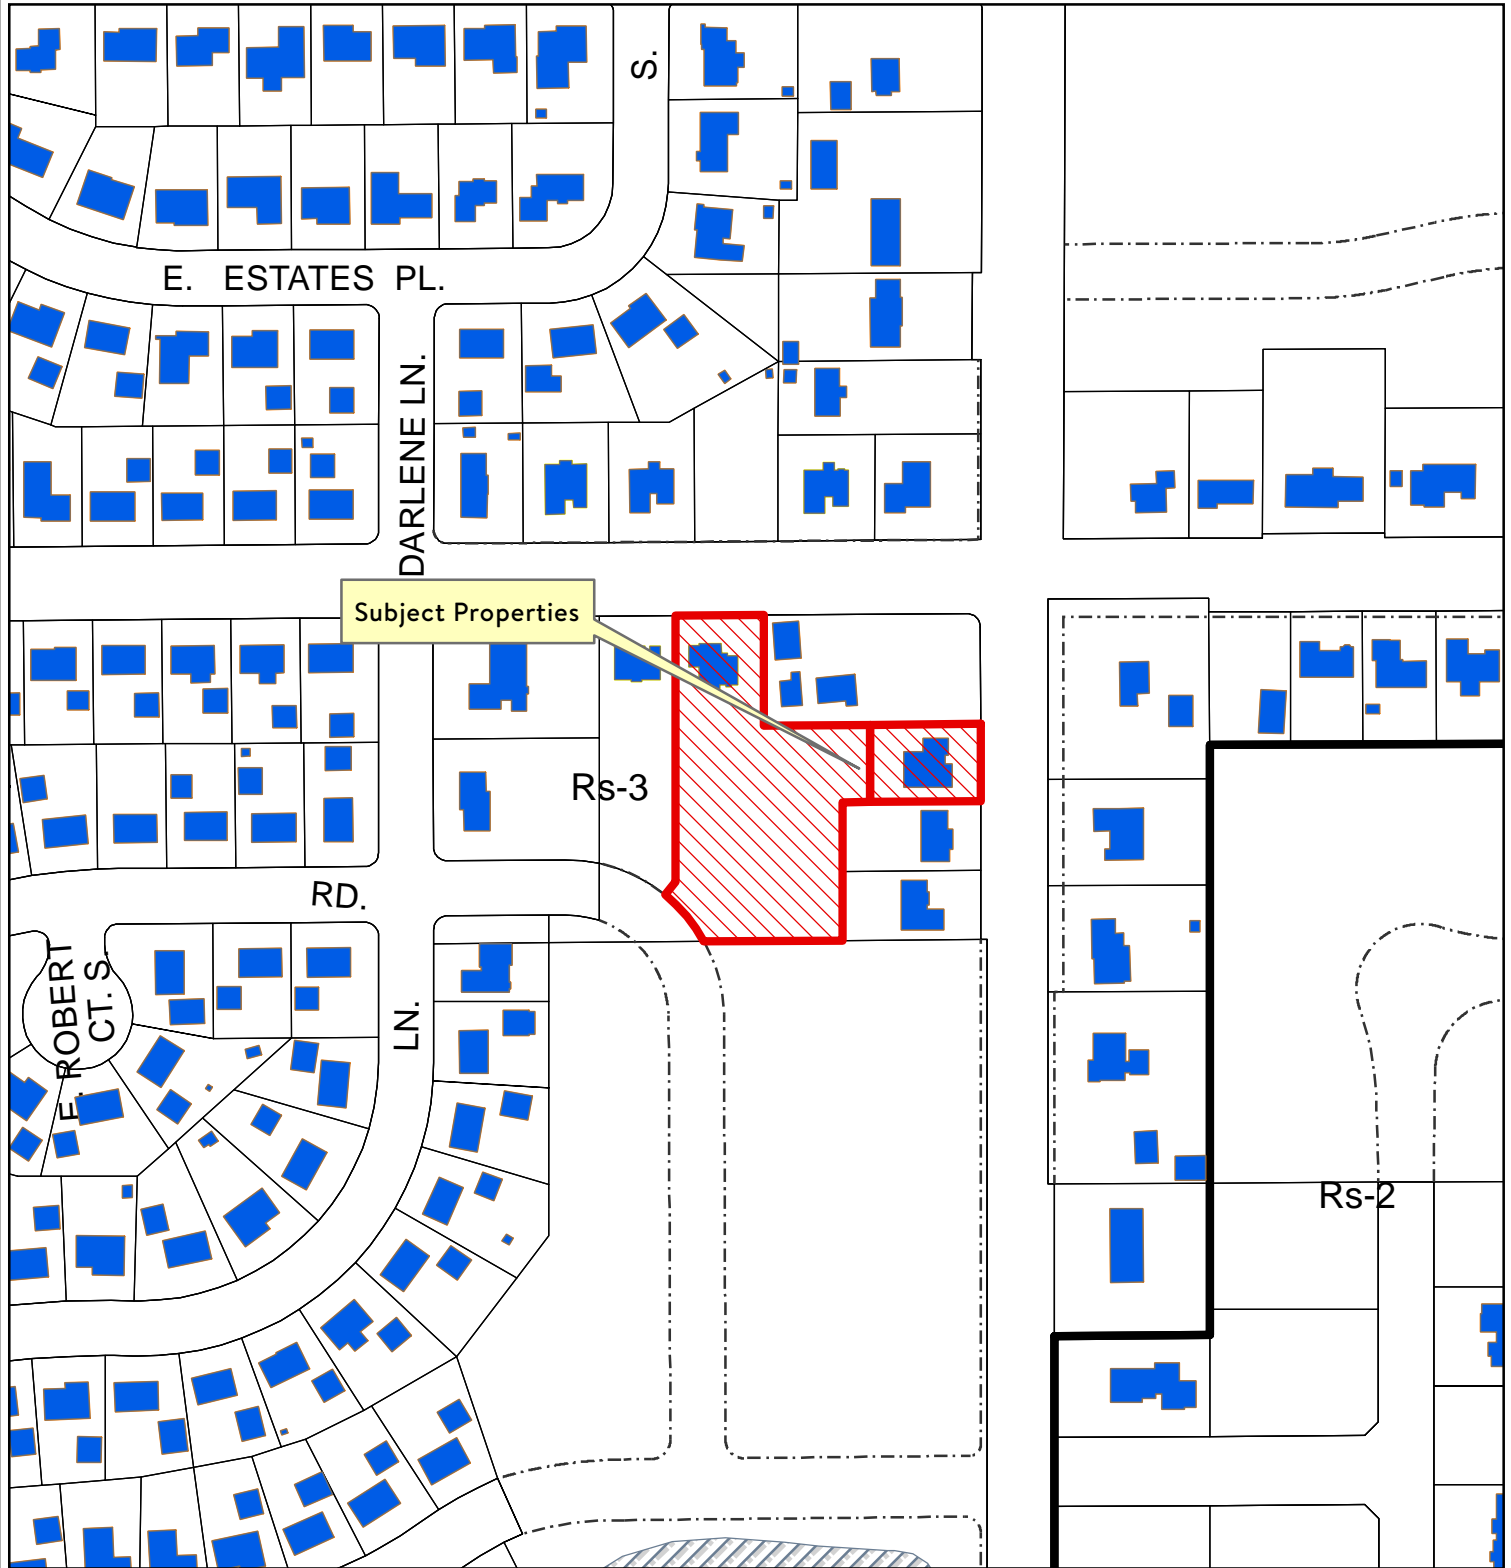 S.
E. ESTATES PL.
DARLENE LN.
Subject Properties
Rs-3
RD.
E. ROBERT
CT. S.
LN.
Rs-2